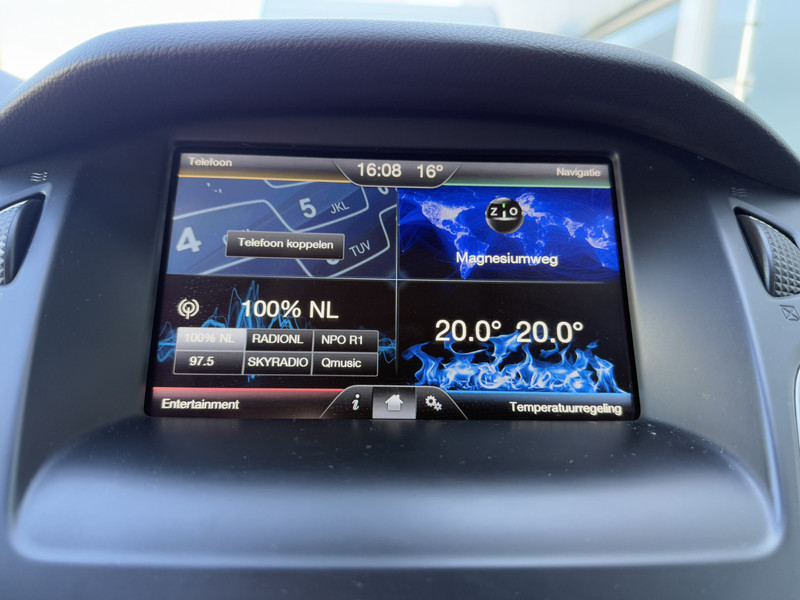 Telefoon
16:08 16°
Navigatie
5 JKL
4
TUV
Telefoon koppelen
ZIO
Magnesiumweg
100% NL
100% NL RADIONL NPO R1
97.5 SKYRADIO Qmusic
20.0° 20.0°
Entertainment
i
Temperatuurregeling